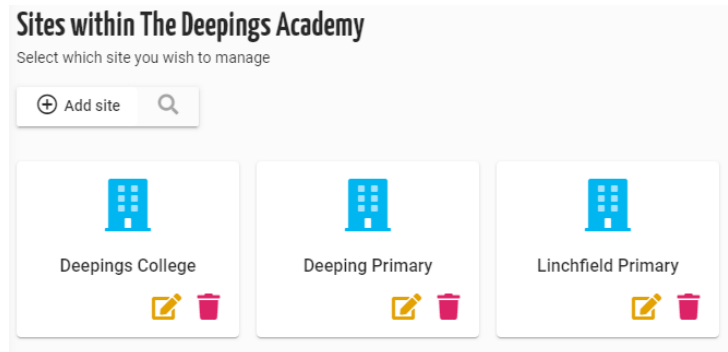 Sites within The Deepings Academy
Select which site you wish to manage
Add site
Deepings College
Deeping Primary
Linchfield Primary